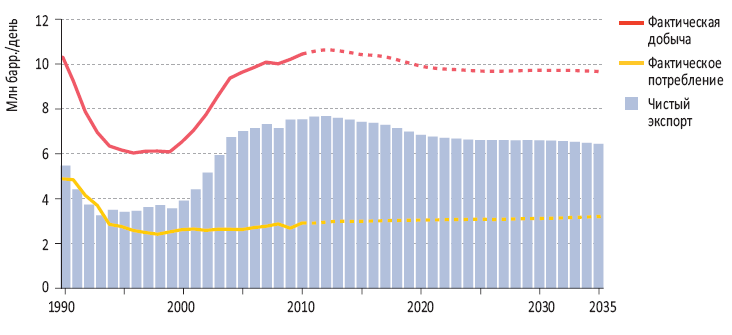 Млн барр./день
12
10
8
6
4
2
0
1990
2000
2010
2020
2030
2035
Фактическая
добыча
Фактическое
потребление
Чистый
экспорт